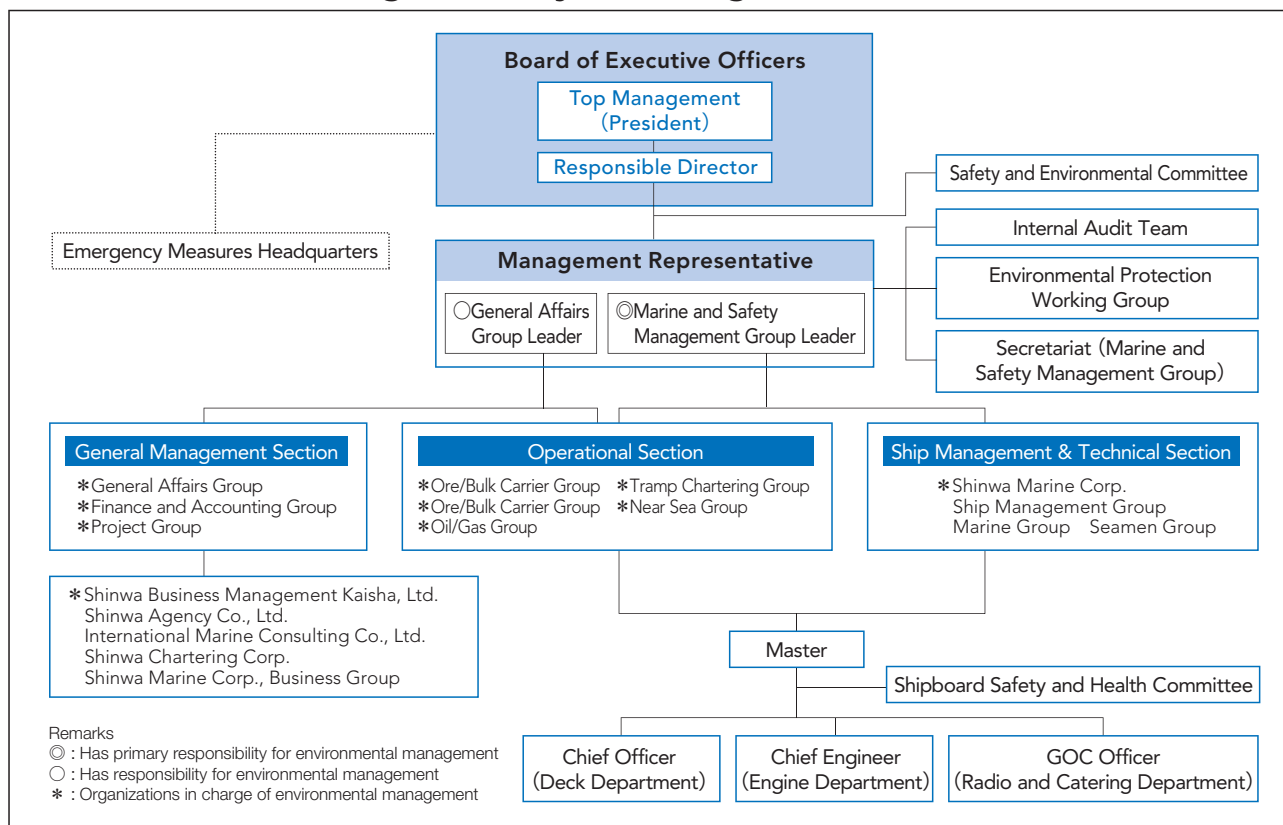 Board of Executive Officers
Top Management
(President)
Responsible Director
Safety and Environmental Committee
Emergency Measures Headquarters
Internal Audit Team
Management Representative
Environmental Protection
Working Group
○General Affairs
Group Leader
◎Marine and Safety
Management Group Leader
Secretariat (Marine and
Safety Management Group)
General Management Section
*General Affairs Group
*Finance and Accounting Group
*Project Group
Operational Section
*Ore/Bulk Carrier Group *Tramp Chartering Group
*Ore/Bulk Carrier Group *Near Sea Group
*Oil/Gas Group
Ship Management & Technical Section
*Shinwa Marine Corp.
Ship Management Group
Marine Group Seamen Group
*Shinwa Business Management Kaisha, Ltd.
Shinwa Agency Co., Ltd.
International Marine Consulting Co., Ltd.
Shinwa Chartering Corp.
Shinwa Marine Corp., Business Group
Master
Shipboard Safety and Health Committee
Chief Officer
(Deck Department)
Chief Engineer
(Engine Department)
GOC Officer
(Radio and Catering Department)
Remarks
◎ : Has primary responsibility for environmental management
○ : Has responsibility for environmental management
* : Organizations in charge of environmental management